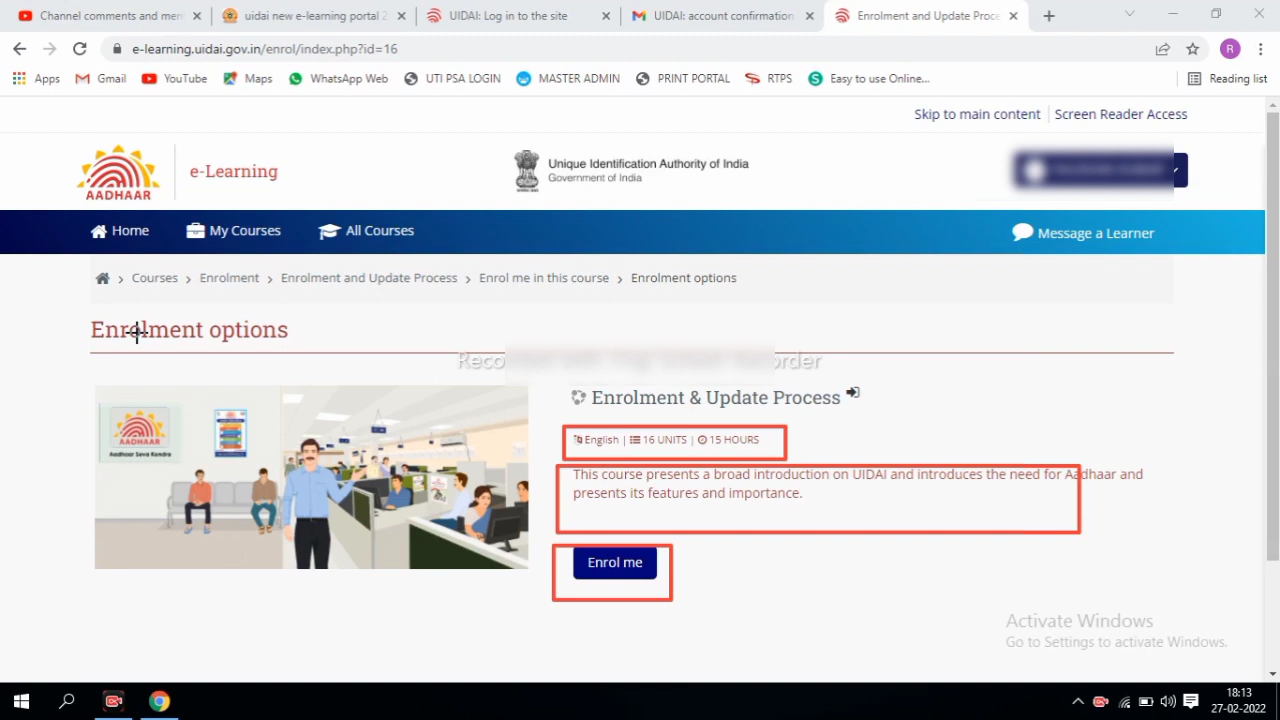 Channel comments and men
uidai new e-learning portal 2
UIDAI: Log in to the site
UIDAI: account confirmation
Enrolment and Update Proce
e-learning.uidai.gov.in/enrol/index.php?id=16
R
Apps
Gmail
YouTube
Maps
WhatsApp Web
UTI PSA LOGIN
MASTER ADMIN
PRINT PORTAL
RTPS
Easy to use Online...
Reading list
Skip to main content
Screen Reader Access
AADHAAR
e-Learning
Unique Identification Authority of India
Government of India
Home
My Courses
All Courses
Message a Learner
Courses > Enrolment > Enrolment and Update Process > Enrol me in this course > Enrolment options
Enrolment options
Enrolment & Update Process
English | 16 UNITS | 15 HOURS
This course presents a broad introduction on UIDAI and introduces the need for Aadhaar and
presents its features and importance.
Enrol me
AADHAAR
Aadhaar Seva Kendra
Activate Windows
Go to Settings to activate Windows.
18:13
27-02-2022